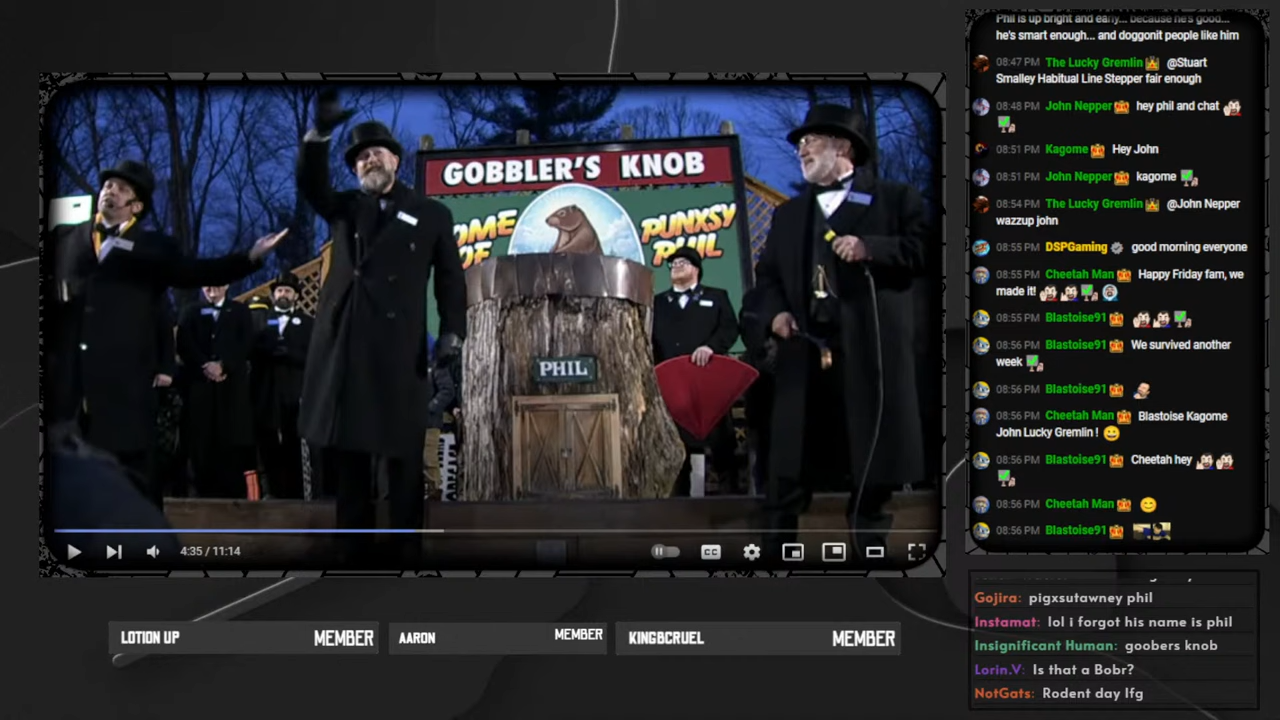 Phil is up bright and early... because he's good...
he's smart enough... and doggonit people like him
08:47 PM The Lucky Gremlin @Stuart
Smalley Habitual Line Stepper fair enough
08:48 PM John Nepper hey phil and chat
08:51 PM Kagome Hey John
08:51 PM John Nepper kagome
08:54 PM The Lucky Gremlin @John Nepper
wazzup john
08:55 PM DSPGaming good morning everyone
08:55 PM Cheetah Man Happy Friday fam, we
made it!
08:55 PM Blastoise91
08:56 PM Blastoise91 We survived another
week
08:56 PM Blastoise91
08:56 PM Cheetah Man Blastoise Kagome
John Lucky Gremlin ! 😄
08:56 PM Blastoise91 Cheetah hey
08:56 PM Cheetah Man 😊
08:56 PM Blastoise91
GOBBLER'S KNOB
OME PUNXSY
OF PHIL
PHIL
4:35 / 11:14
CC
LOTION UP MEMBER
AARON MEMBER
KINGBCRUEL MEMBER
Gojira: pigxsutawney phil
Instamat: lol i forgot his name is phil
Insignificant Human: goobers knob
Lorin.V: Is that a Bobr?
NotGats: Rodent day lfg